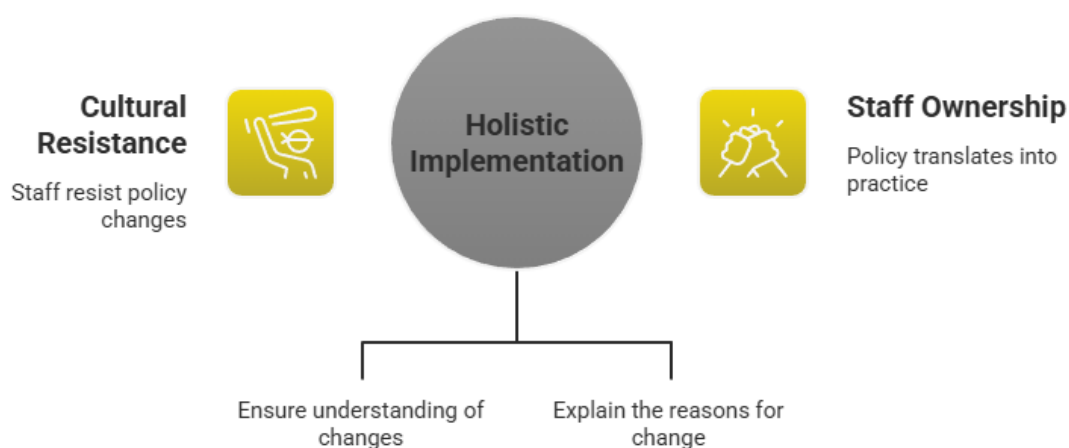 Cultural
Resistance
Staff resist policy
changes
Holistic
Implementation
Staff Ownership
Policy translates into
practice
Ensure understanding of
changes
Explain the reasons for
change